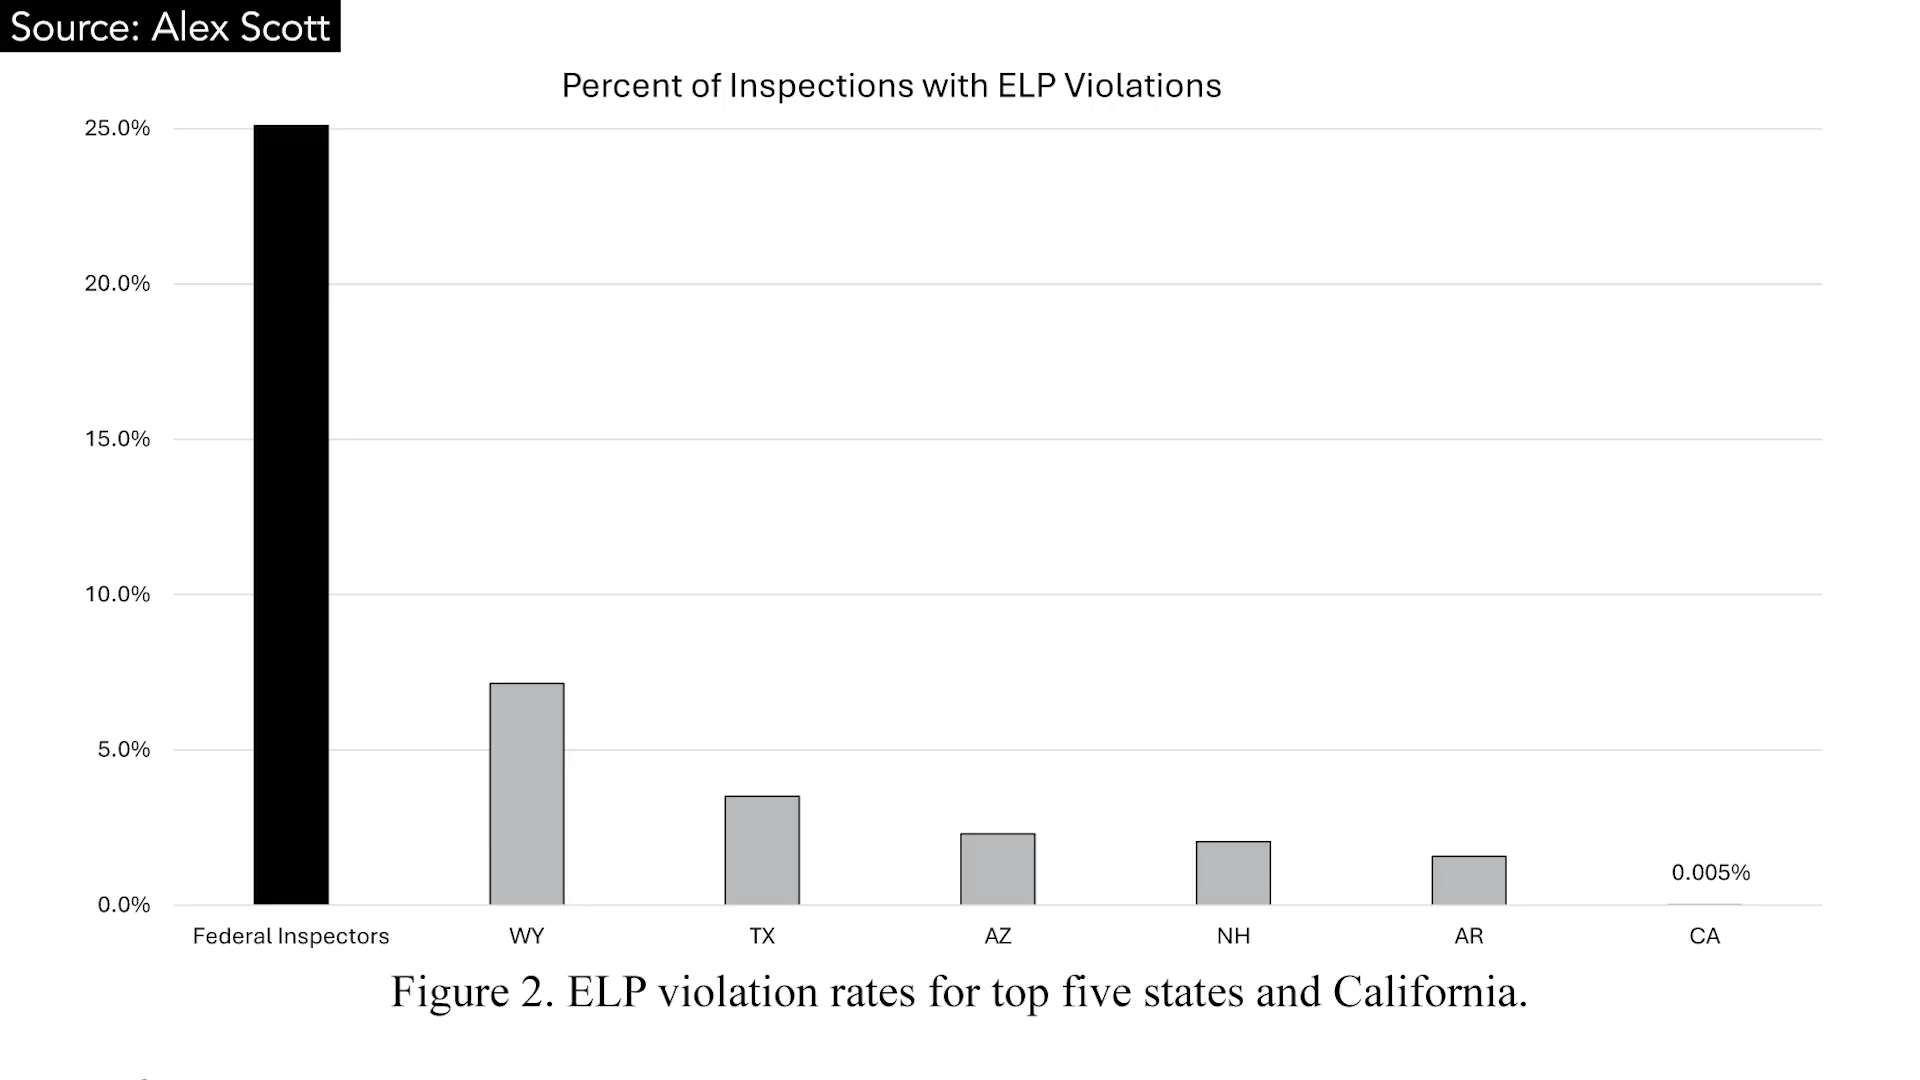 Source: Alex Scott
Percent of Inspections with ELP Violations
25.0%
20.0%
15.0%
10.0%
5.0%
0.0%
0.005%
Federal Inspectors
WY
TX
AZ
NH
AR
CA
Figure 2. ELP violation rates for top five states and California.